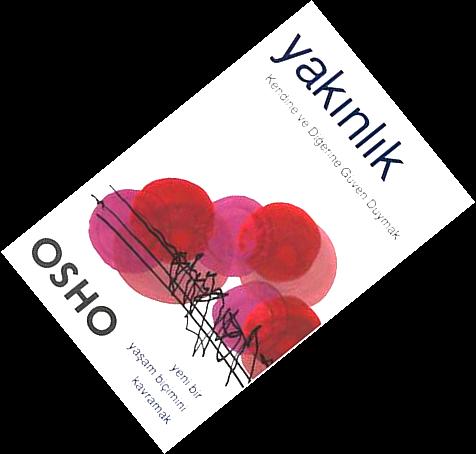 yakınlık
Kendine ve Diğerine Güven Duymak
OSHO
yeni bir
yaşam biçimini
kavramak